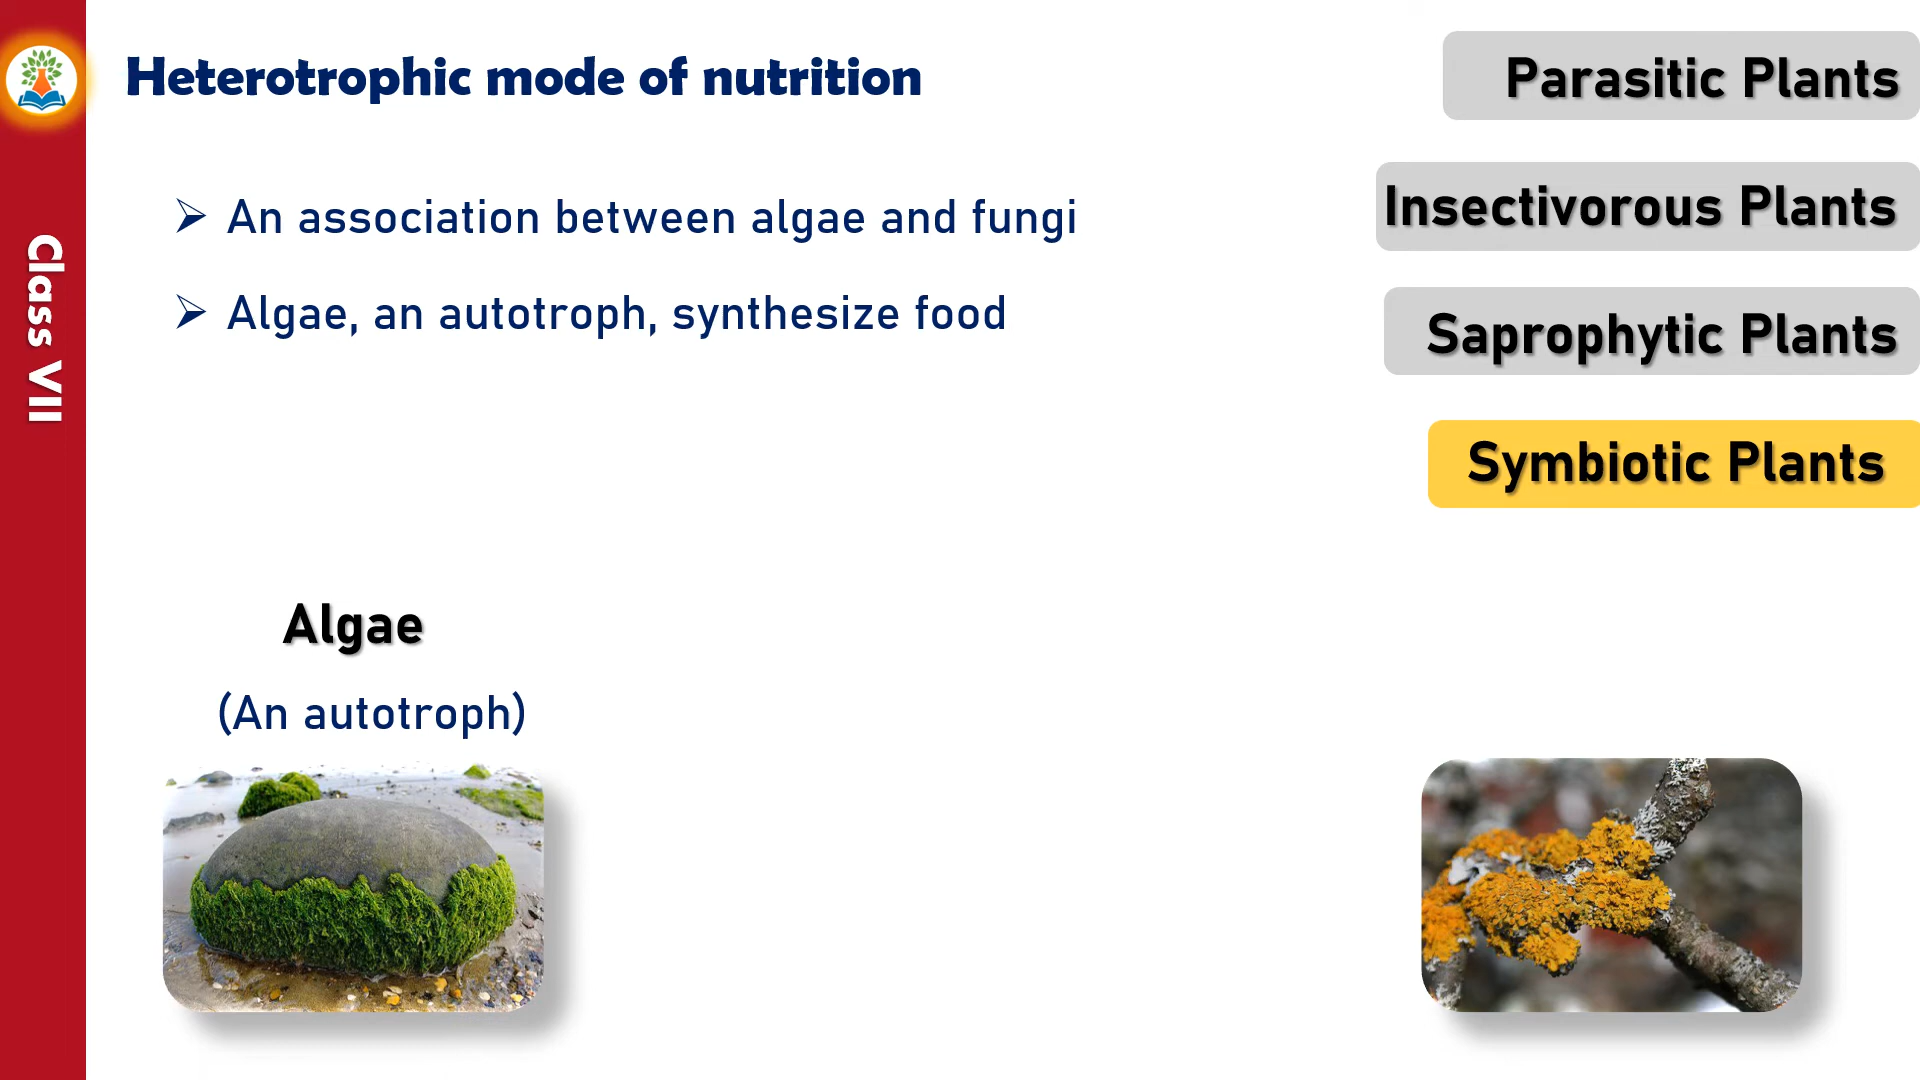 Heterotrophic mode of nutrition
Parasitic Plants
Insectivorous Plants
Saprophytic Plants
Symbiotic Plants
Class VII
➢ An association between algae and fungi
➢ Algae, an autotroph, synthesize food
Algae
(An autotroph)